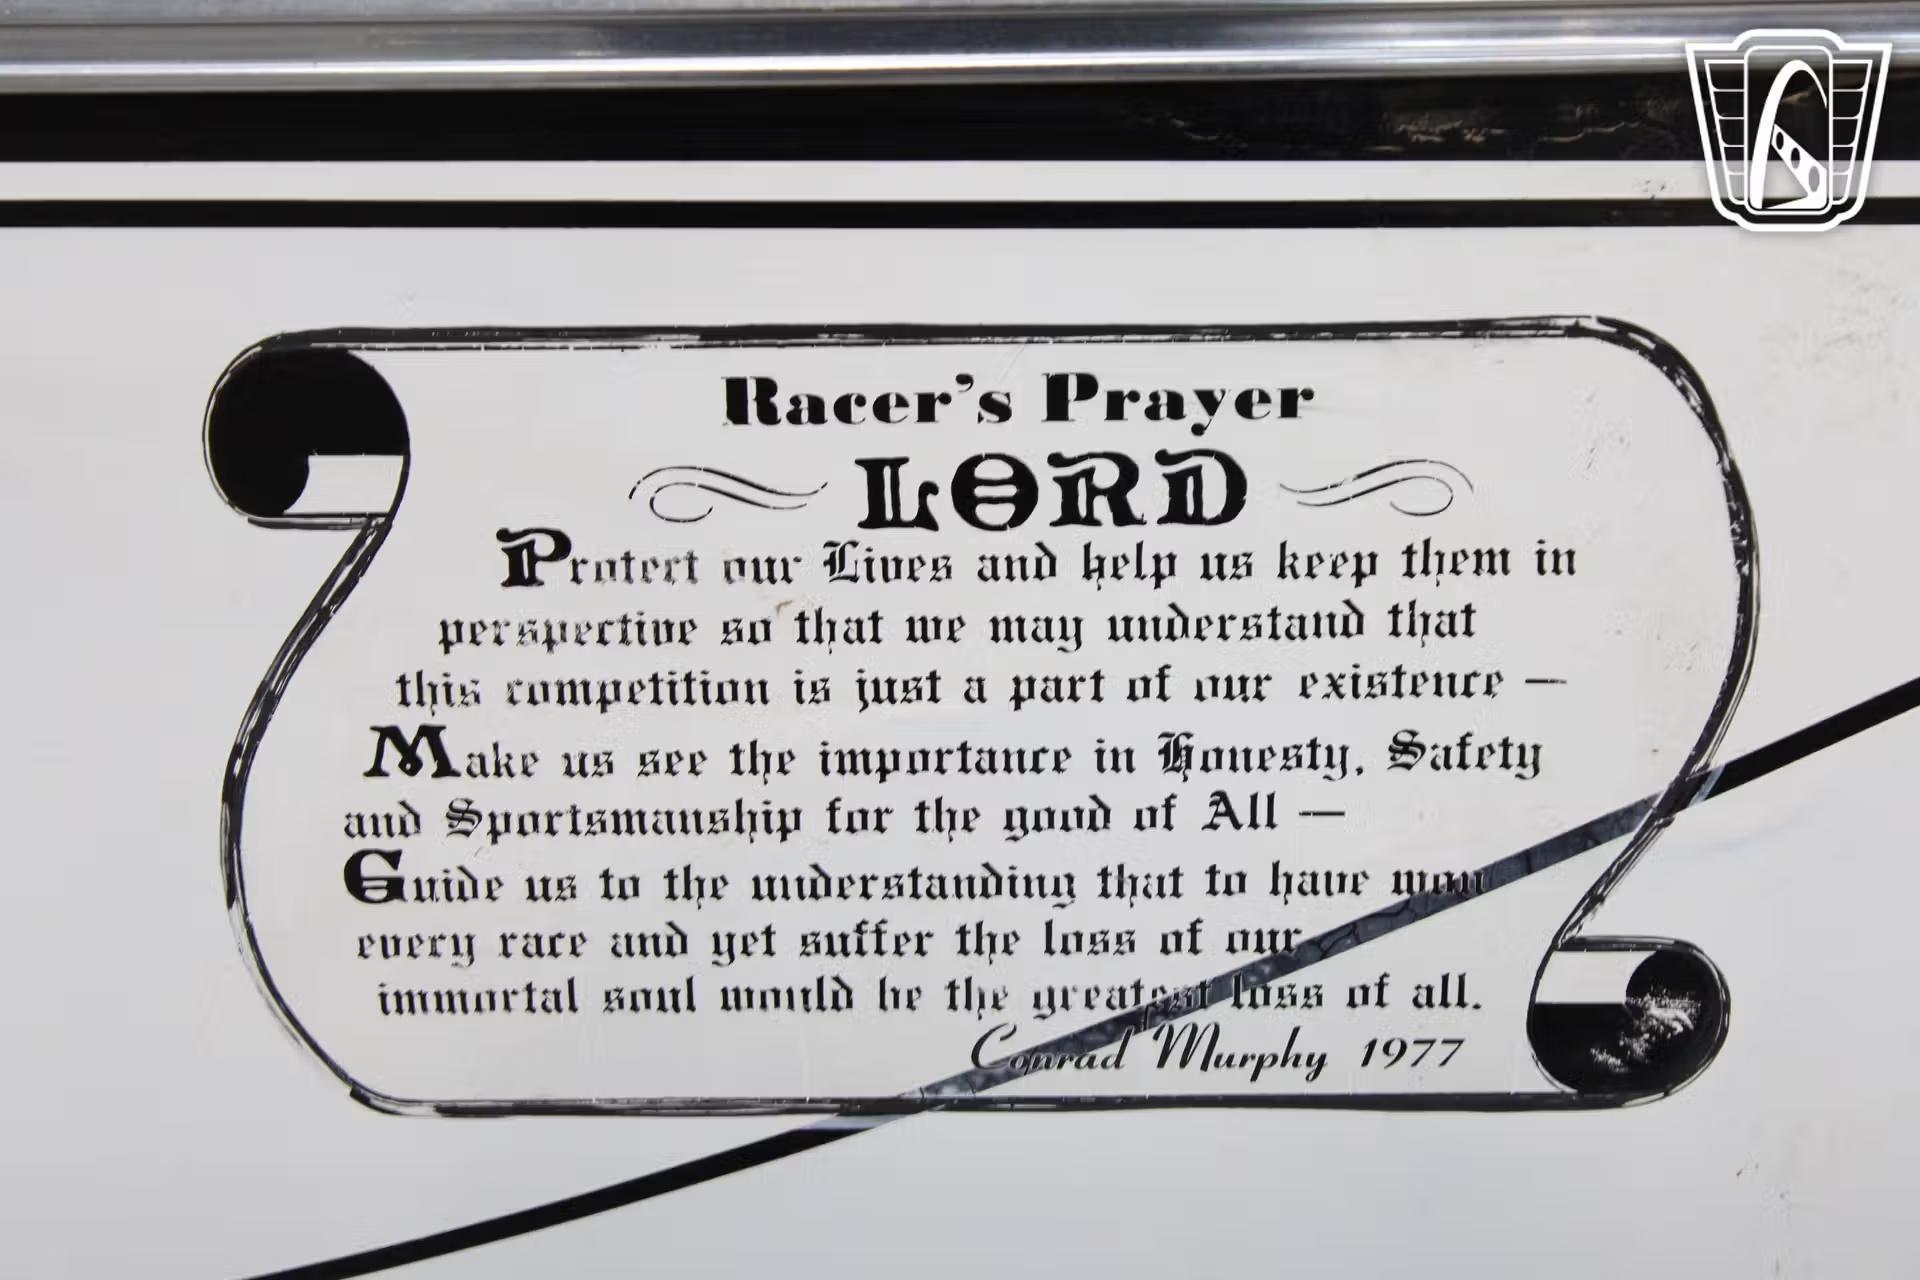 Racer's Prayer
LORD
Protect our Lives and help us keep them in
perspective so that we may understand that
this competition is just a part of our existence —
Make us see the importance in Honesty, Safety
and Sportsmanship for the good of All —
Guide us to the understanding that to have won
every race and yet suffer the loss of our
immortal soul would be the greatest loss of all.
Conrad Murphy 1977